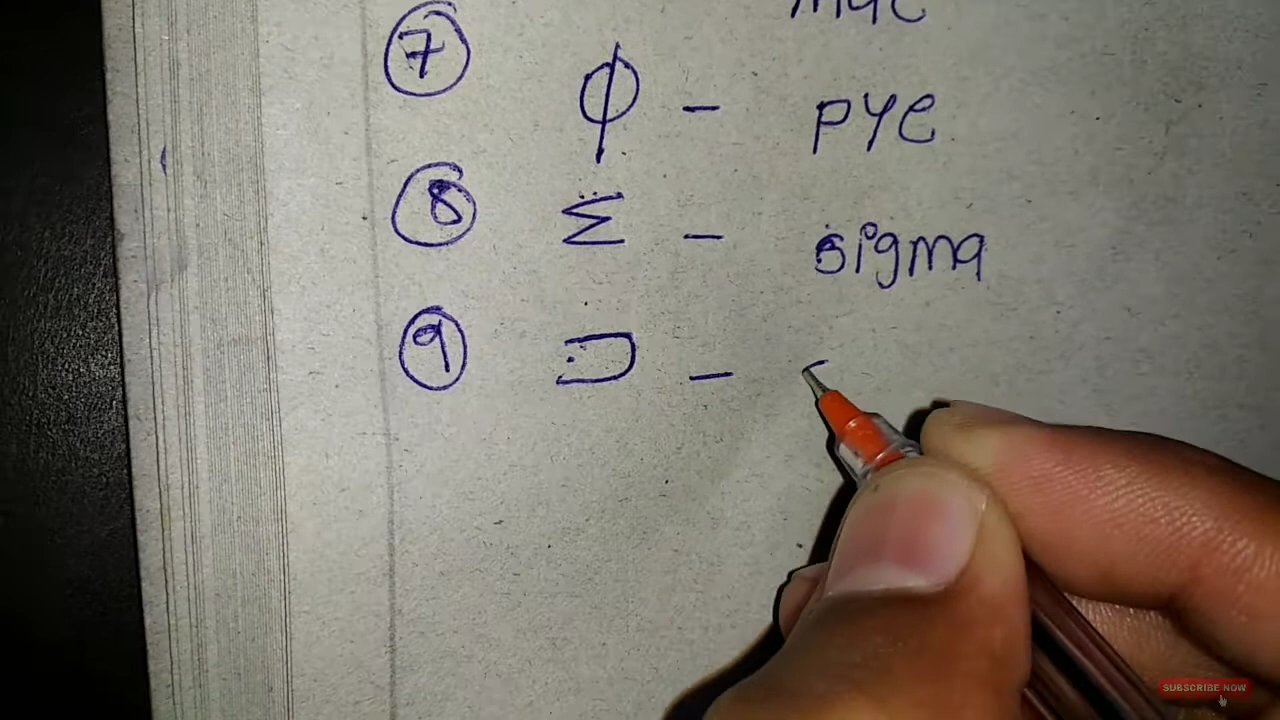 ⑦ φ - PYE
⑧ Σ - sigma
⑨ ⊃ -
SUBSCRIBE NOW